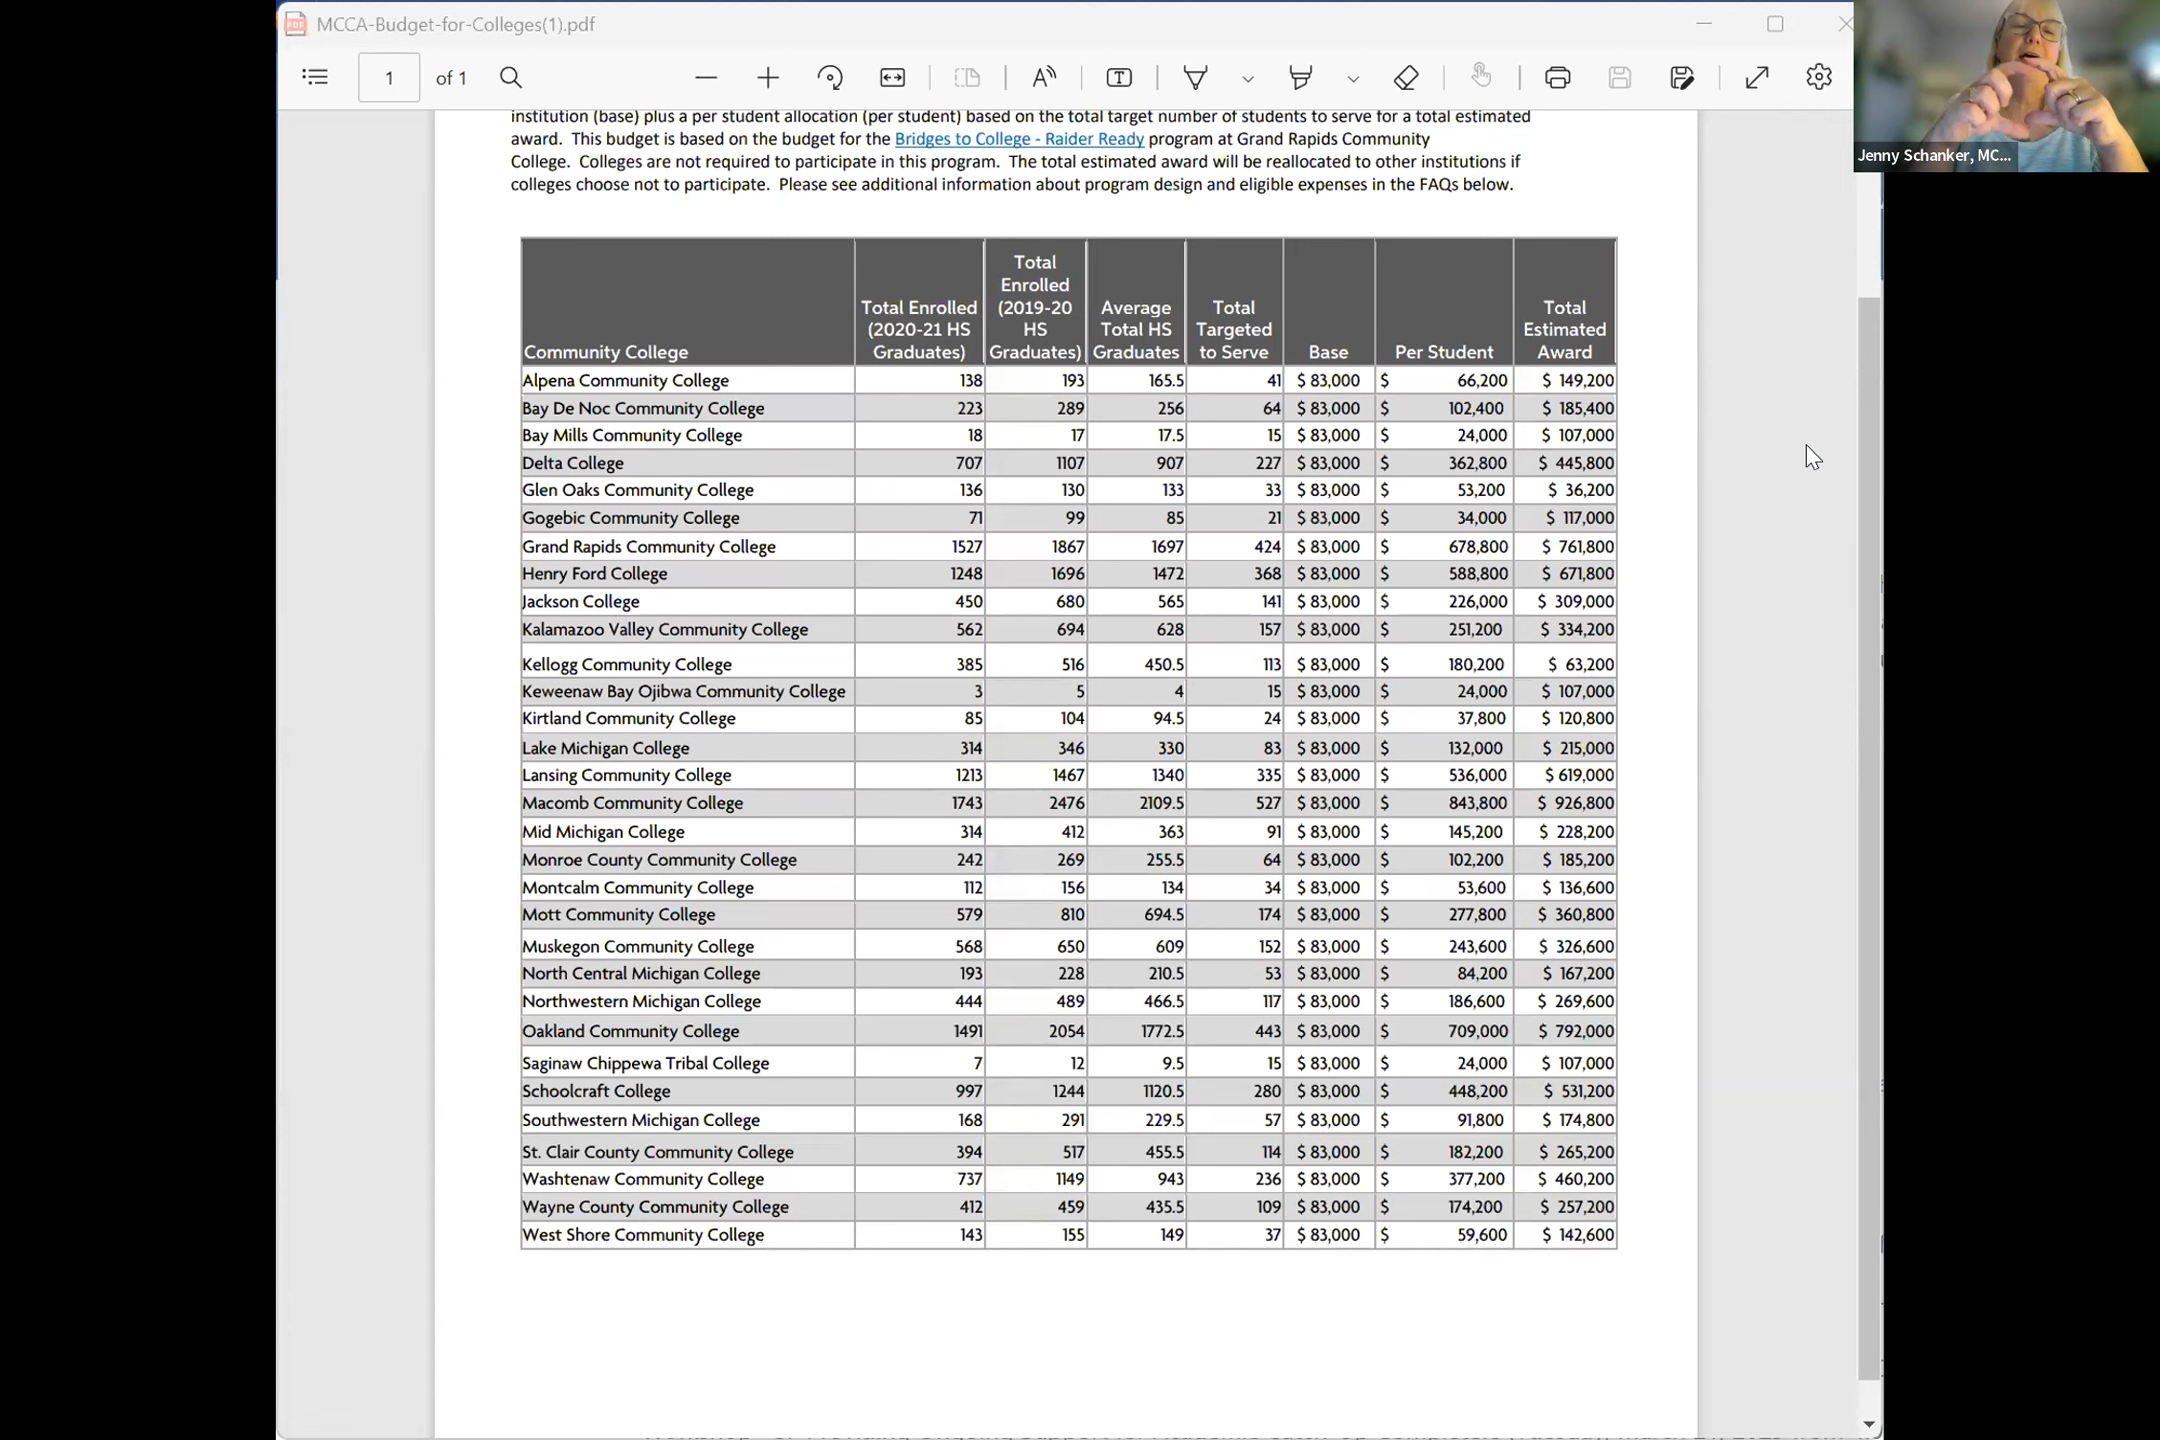 MCCA-Budget-for-Colleges(1).pdf
1 of 1
institution (base) plus a per student allocation (per student) based on the total target number of students to serve for a total estimated
award. This budget is based on the budget for the Bridges to College - Raider Ready program at Grand Rapids Community
College. Colleges are not required to participate in this program. The total estimated award will be reallocated to other institutions if
colleges choose not to participate. Please see additional information about program design and eligible expenses in the FAQs below.
Jenny Schanker, MC...
Community College Total Enrolled (2020-21 HS Graduates) Total Enrolled (2019-20 HS Graduates) Average Total HS Graduates Total Targeted to Serve Base Per Student Total Estimated Award
Alpena Community College 138 193 165.5 41 $ 83,000 $ 66,200 $ 149,200
Bay De Noc Community College 223 289 256 64 $ 83,000 $ 102,400 $ 185,400
Bay Mills Community College 18 17 17.5 15 $ 83,000 $ 24,000 $ 107,000
Delta College 707 1107 907 227 $ 83,000 $ 362,800 $ 445,800
Glen Oaks Community College 136 130 133 33 $ 83,000 $ 53,200 $ 36,200
Gogebic Community College 71 99 85 21 $ 83,000 $ 34,000 $ 117,000
Grand Rapids Community College 1527 1867 1697 424 $ 83,000 $ 678,800 $ 761,800
Henry Ford College 1248 1696 1472 368 $ 83,000 $ 588,800 $ 671,800
Jackson College 450 680 565 141 $ 83,000 $ 226,000 $ 309,000
Kalamazoo Valley Community College 562 694 628 157 $ 83,000 $ 251,200 $ 334,200
Kellogg Community College 385 516 450.5 113 $ 83,000 $ 180,200 $ 63,200
Keweenaw Bay Ojibwa Community College 3 5 4 15 $ 83,000 $ 24,000 $ 107,000
Kirtland Community College 85 104 94.5 24 $ 83,000 $ 37,800 $ 120,800
Lake Michigan College 314 346 330 83 $ 83,000 $ 132,000 $ 215,000
Lansing Community College 1213 1467 1340 335 $ 83,000 $ 536,000 $ 619,000
Macomb Community College 1743 2476 2109.5 527 $ 83,000 $ 843,800 $ 926,800
Mid Michigan College 314 412 363 91 $ 83,000 $ 145,200 $ 228,200
Monroe County Community College 242 269 255.5 64 $ 83,000 $ 102,200 $ 185,200
Montcalm Community College 112 156 134 34 $ 83,000 $ 53,600 $ 136,600
Mott Community College 579 810 694.5 174 $ 83,000 $ 277,800 $ 360,800
Muskegon Community College 568 650 609 152 $ 83,000 $ 243,600 $ 326,600
North Central Michigan College 193 228 210.5 53 $ 83,000 $ 84,200 $ 167,200
Northwestern Michigan College 444 489 466.5 117 $ 83,000 $ 186,600 $ 269,600
Oakland Community College 1491 2054 1772.5 443 $ 83,000 $ 709,000 $ 792,000
Saginaw Chippewa Tribal College 7 12 9.5 15 $ 83,000 $ 24,000 $ 107,000
Schoolcraft College 997 1244 1120.5 280 $ 83,000 $ 448,200 $ 531,200
Southwestern Michigan College 168 291 229.5 57 $ 83,000 $ 91,800 $ 174,800
St. Clair County Community College 394 517 455.5 114 $ 83,000 $ 182,200 $ 265,200
Washtenaw Community College 737 1149 943 236 $ 83,000 $ 377,200 $ 460,200
Wayne County Community College 412 459 435.5 109 $ 83,000 $ 174,200 $ 257,200
West Shore Community College 143 155 149 37 $ 83,000 $ 59,600 $ 142,600